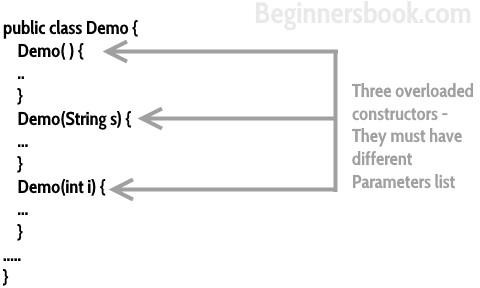 Beginnersbook.com
public class Demo {
Demo( ) {
..
}
Demo(String s) {
...
}
Demo(int i) {
...
}
.....
}
Three overloaded
constructors -
They must have
different
Parameters list